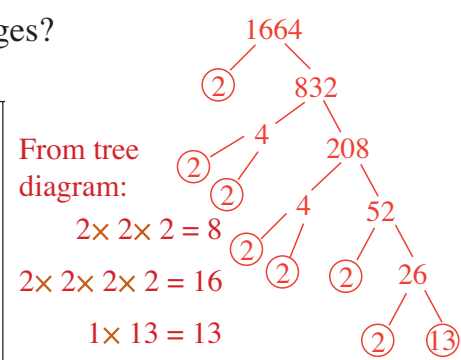 ges?
1664
2 832
From tree
diagram:
2 × 2 × 2 = 8
2 × 2 × 2 × 2 = 16
1 × 13 = 13
4 208
2 2
4 52
2 2 2 26
2 13